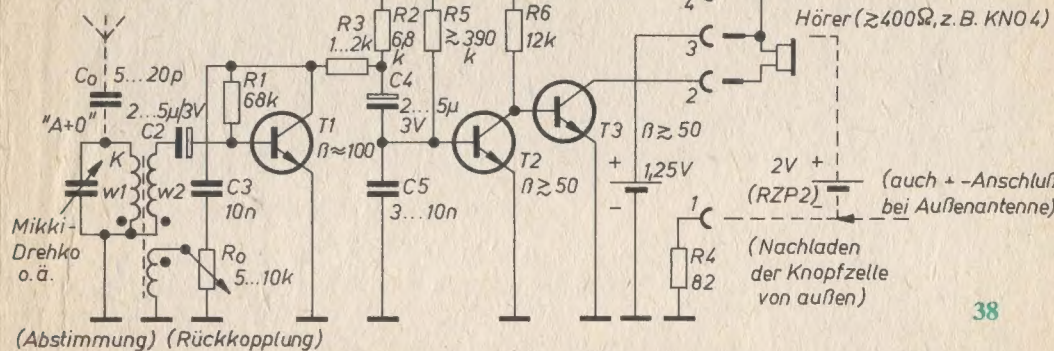 4
Hörer (≳400Ω, z.B. KN04)
3
2
R3
1...2k
R2
6,8
k
R5
≳ 390
k
R6
12k
C0
5...20p
"A+0"
2...5µ/3V
C2
R1
68k
C4
2...5µ
3V
T1
ß≈100
T2
ß≳50
T3
ß≳50
+
1,25V
–
2V
(RZP2)
+
–
(auch + -Anschluß
bei Außenantenne)
K
w1
w2
C3
10n
C5
3...10n
Mikki-
Drehko
o.ä.
R0
5...10k
1
R4
82
(Nachladen
der Knopfzelle
von außen)
(Abstimmung) (Rückkopplung)
38